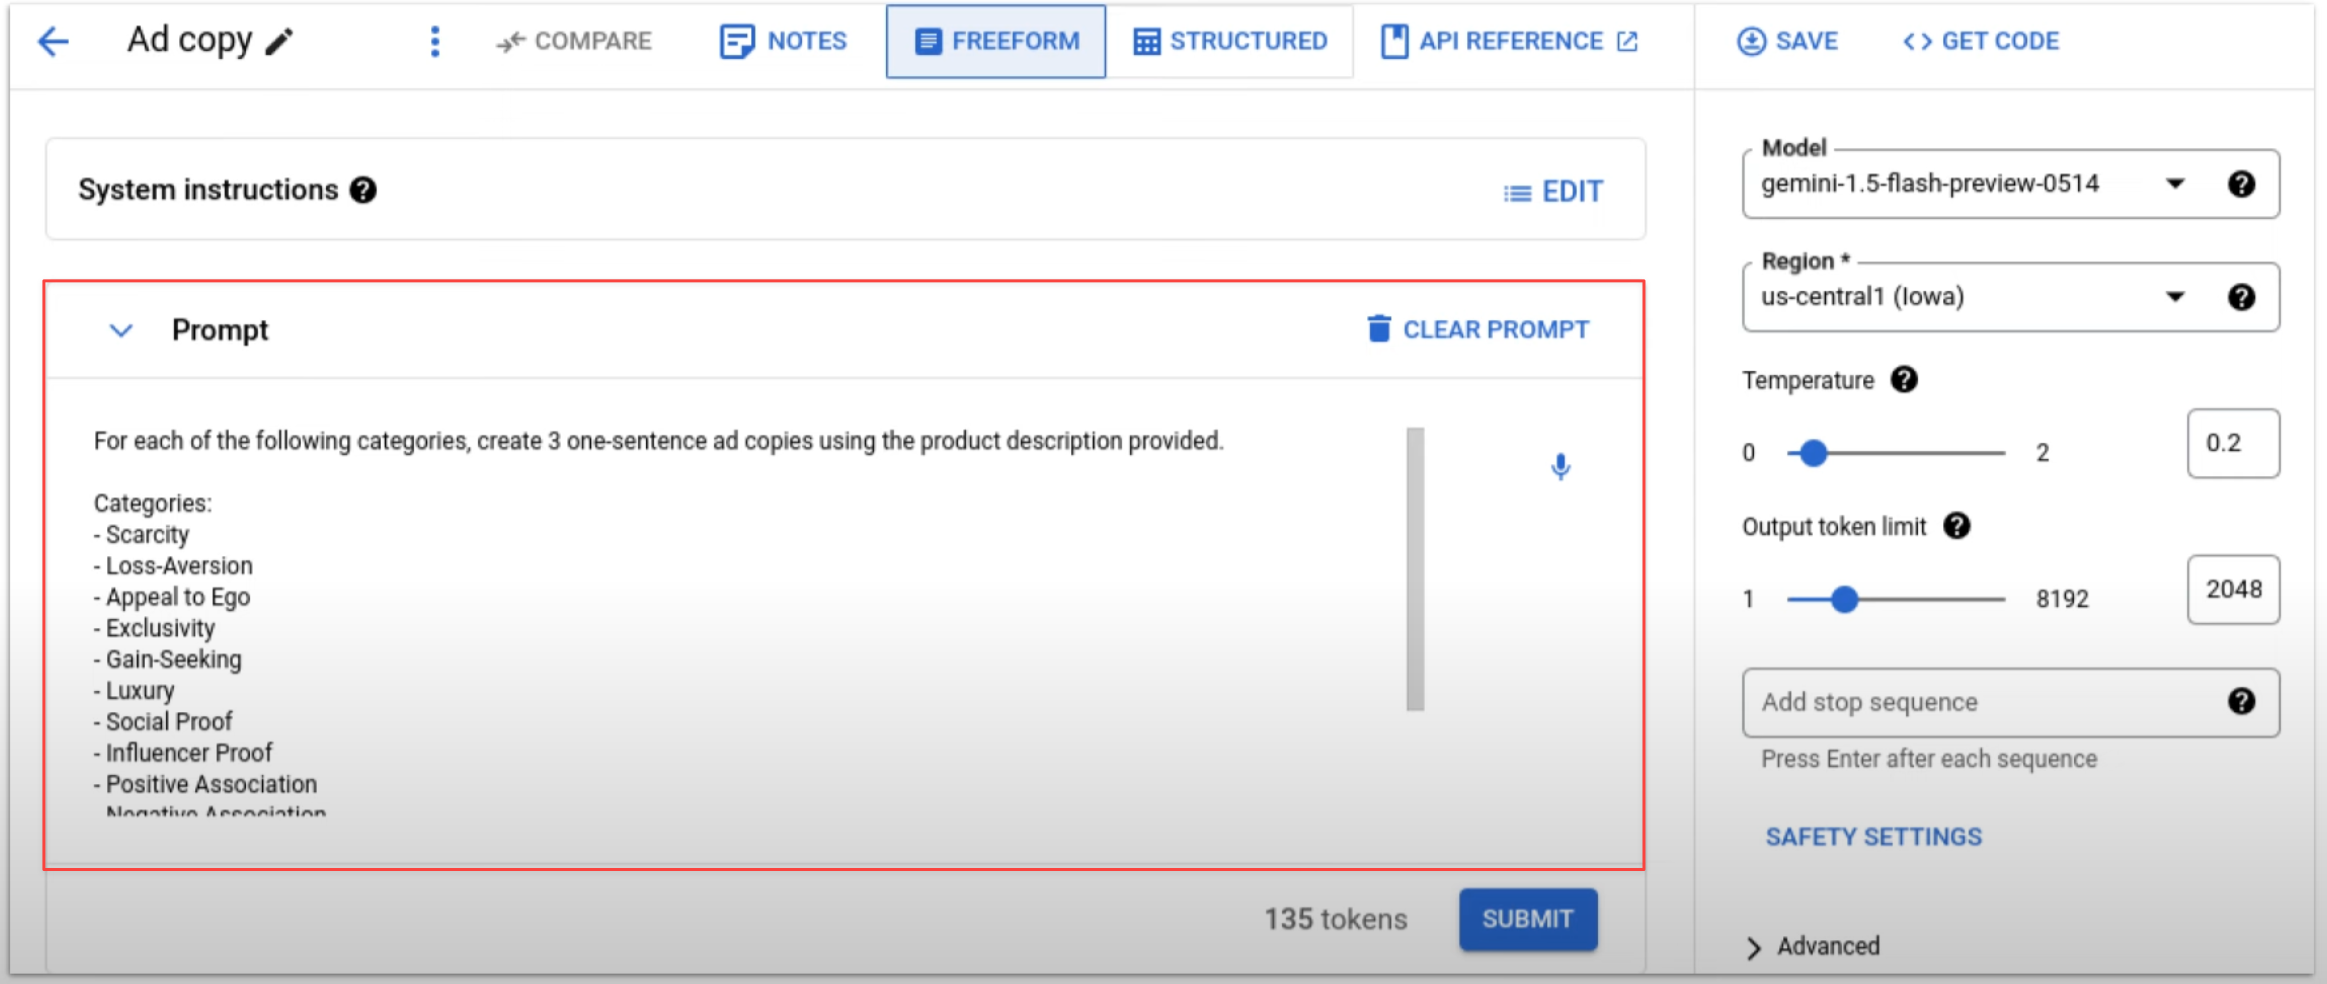 Ad copy
COMPARE
NOTES
FREEFORM
STRUCTURED
API REFERENCE
SAVE
GET CODE
System instructions
EDIT
Prompt
CLEAR PROMPT
For each of the following categories, create 3 one-sentence ad copies using the product description provided.
Categories:
- Scarcity
- Loss-Aversion
- Appeal to Ego
- Exclusivity
- Gain-Seeking
- Luxury
- Social Proof
- Influencer Proof
- Positive Association
- Negative Association
135 tokens
SUBMIT
Model
gemini-1.5-flash-preview-0514
Region *
us-central1 (Iowa)
Temperature
0
2
0.2
Output token limit
1
8192
2048
Add stop sequence
Press Enter after each sequence
SAFETY SETTINGS
Advanced